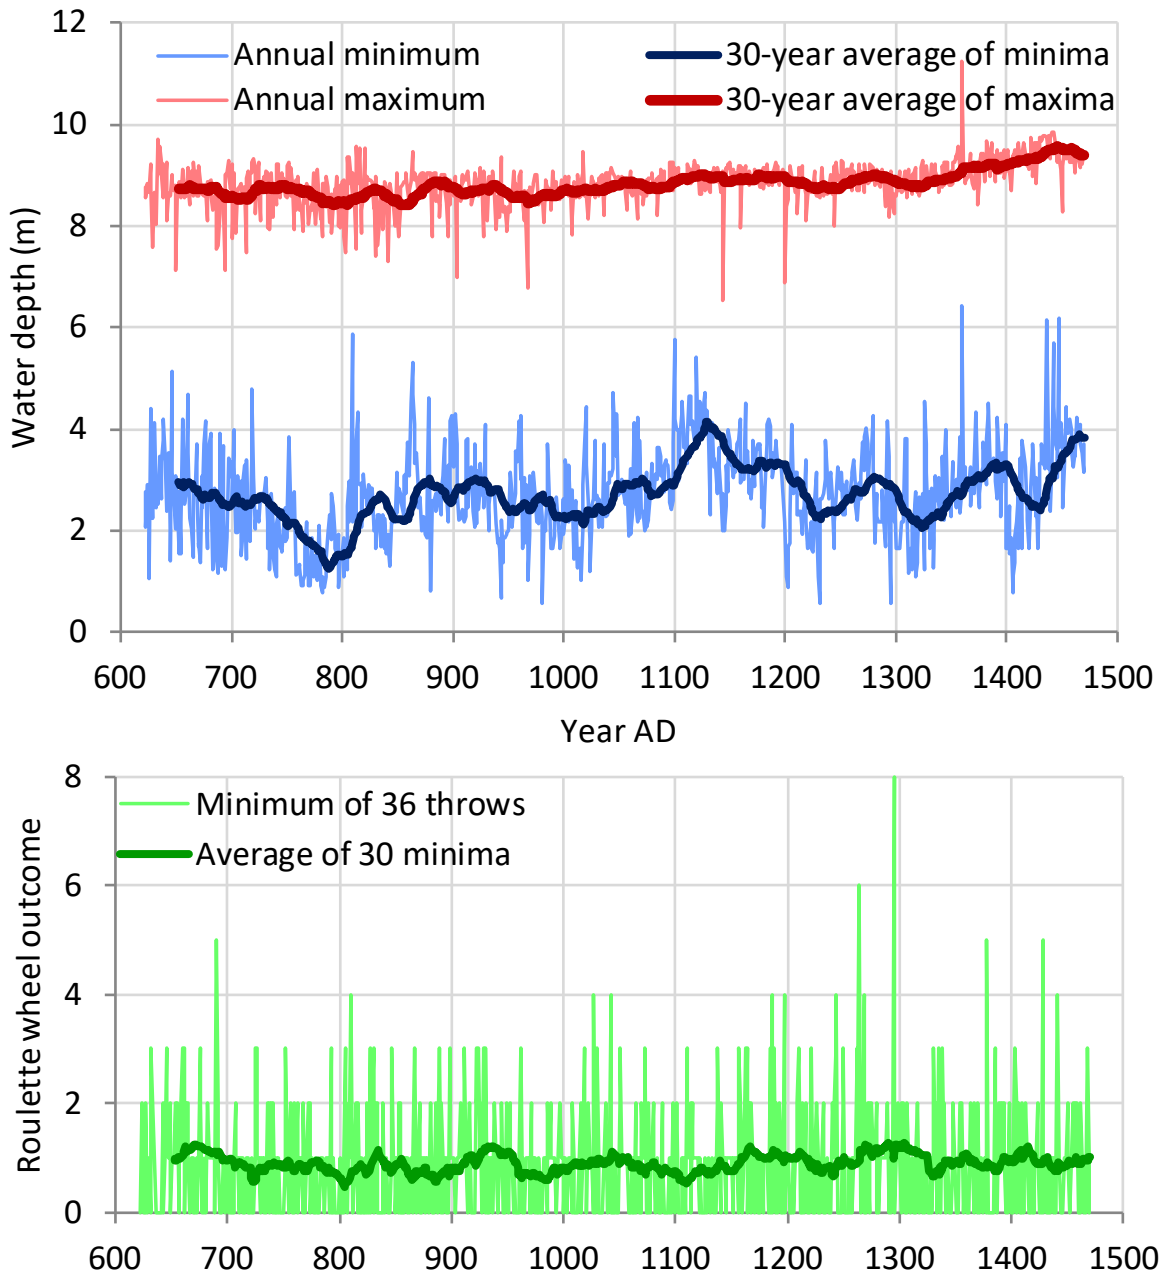 12
10
8
6
4
2
0
Water depth (m)
Annual minimum
30-year average of minima
Annual maximum
30-year average of maxima
600 700 800 900 1000 1100 1200 1300 1400 1500
Year AD
8
6
4
2
0
Roulette wheel outcome
Minimum of 36 throws
Average of 30 minima
600 700 800 900 1000 1100 1200 1300 1400 1500